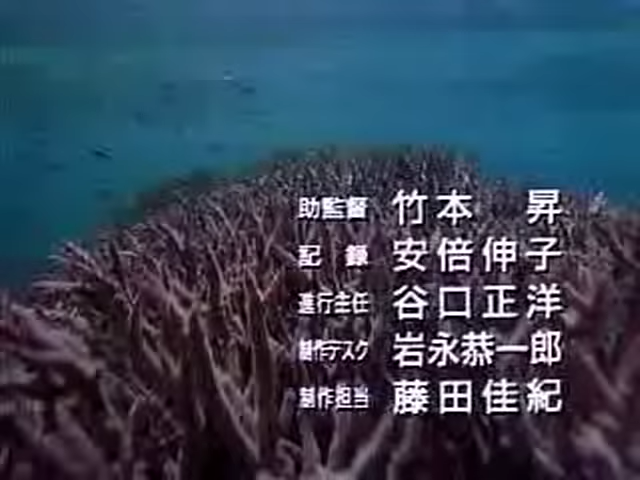 助監督 竹本 昇
記録 安倍伸子
進行主任 谷口正洋
制作デスク 岩永恭一郎
制作担当 藤田佳紀